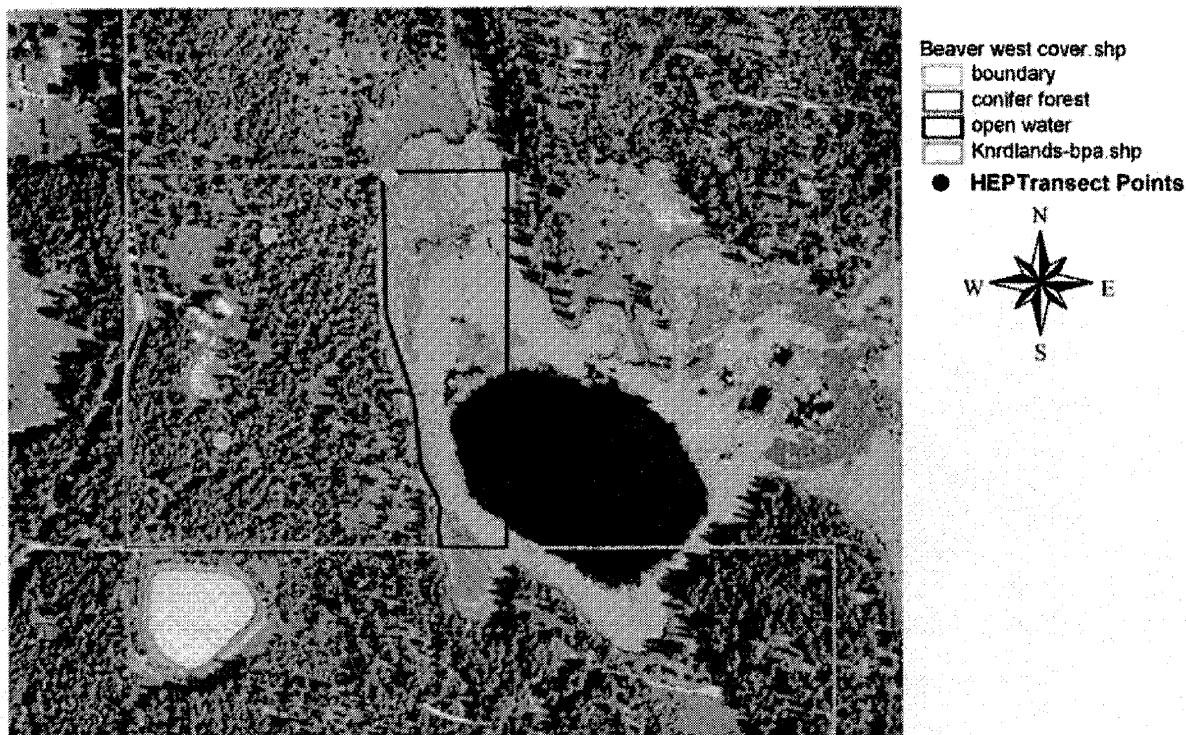 Beaver west cover.shp
boundary
conifer forest
open water
Knrdlands-bpa.shp
HEPTransect Points
N
W E
S